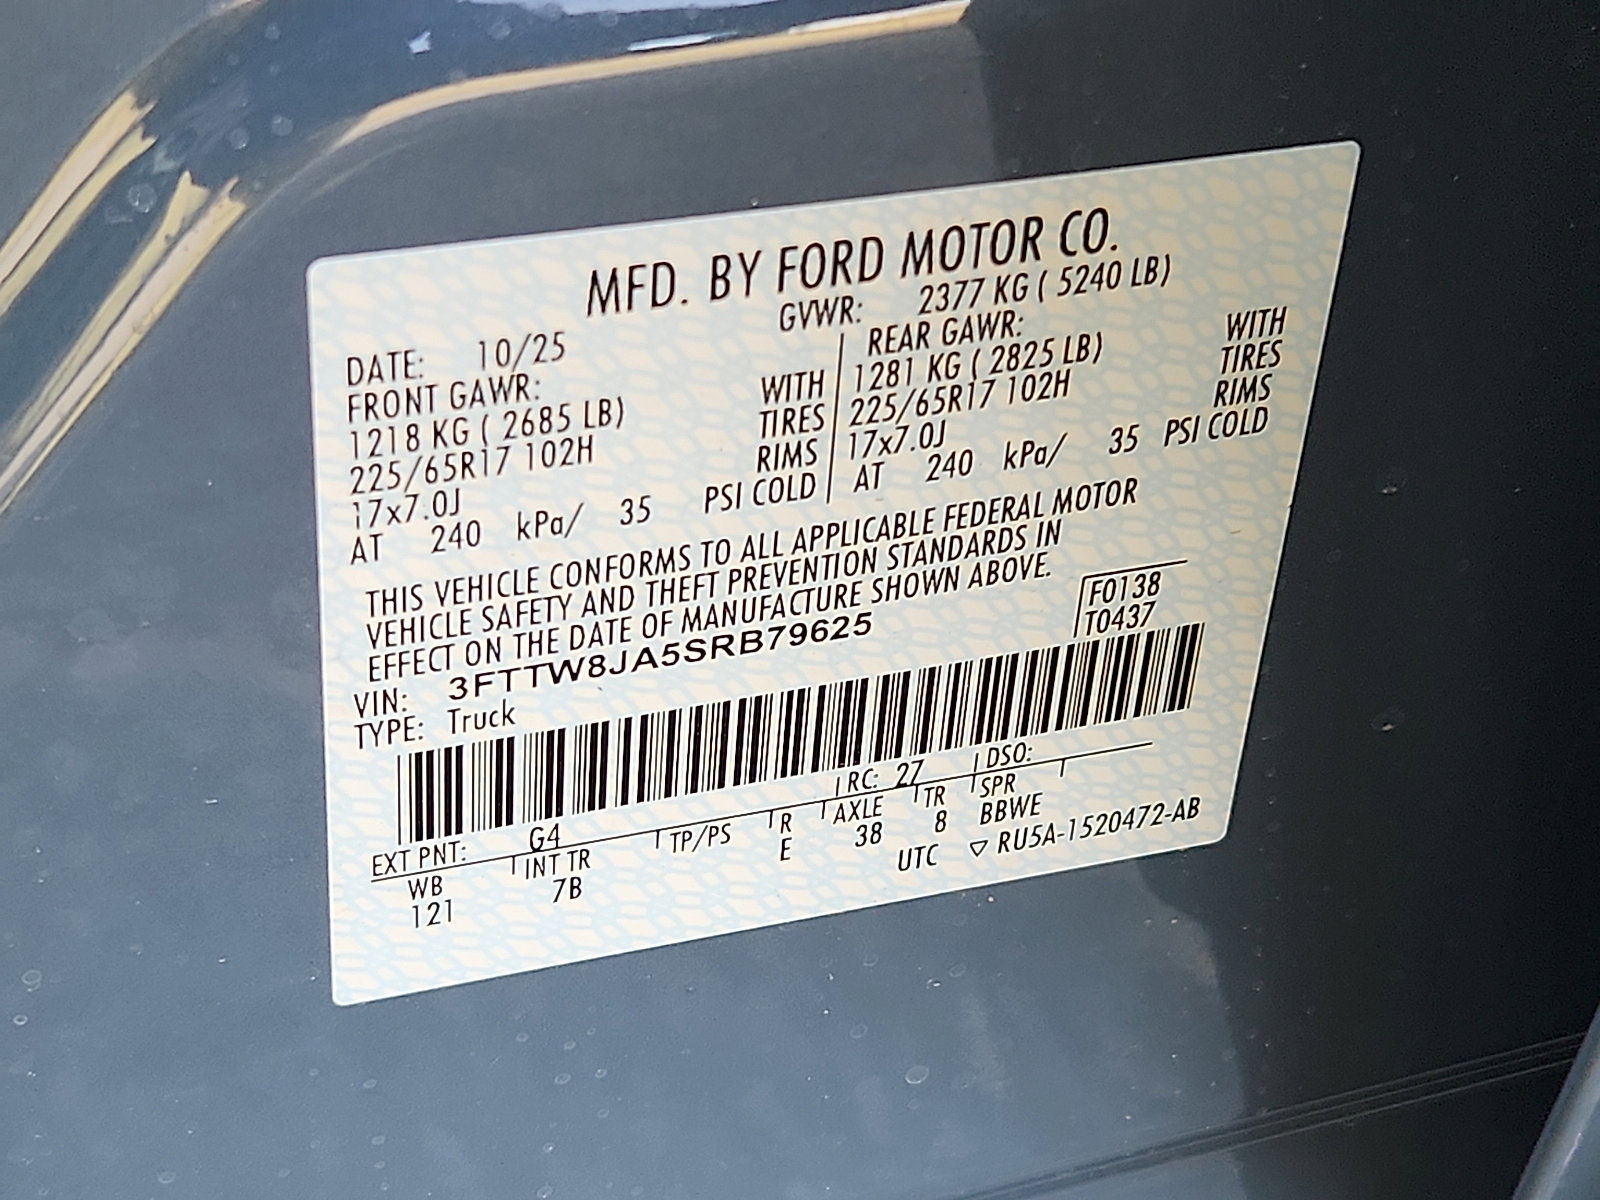 MFD. BY FORD MOTOR CO.
DATE: 10/25 GVWR: 2377 KG ( 5240 LB)
FRONT GAWR: REAR GAWR:
1218 KG ( 2685 LB) WITH 1281 KG ( 2825 LB) WITH
225/65R17 102H TIRES 225/65R17 102H TIRES
17x7.0J RIMS 17x7.0J RIMS
AT 240 kPa/ 35 PSI COLD AT 240 kPa/ 35 PSI COLD
THIS VEHICLE CONFORMS TO ALL APPLICABLE FEDERAL MOTOR
VEHICLE SAFETY AND THEFT PREVENTION STANDARDS IN
EFFECT ON THE DATE OF MANUFACTURE SHOWN ABOVE.
VIN: 3FTTW8JA5SRB79625 F0138
TYPE: Truck T0437
EXT PNT: G4 RC: 27 DSO:
WB INT TR TP/PS R AXLE TR SPR
121 7B E 38 8 BBWE
UTC ▽ RU5A-1520472-AB